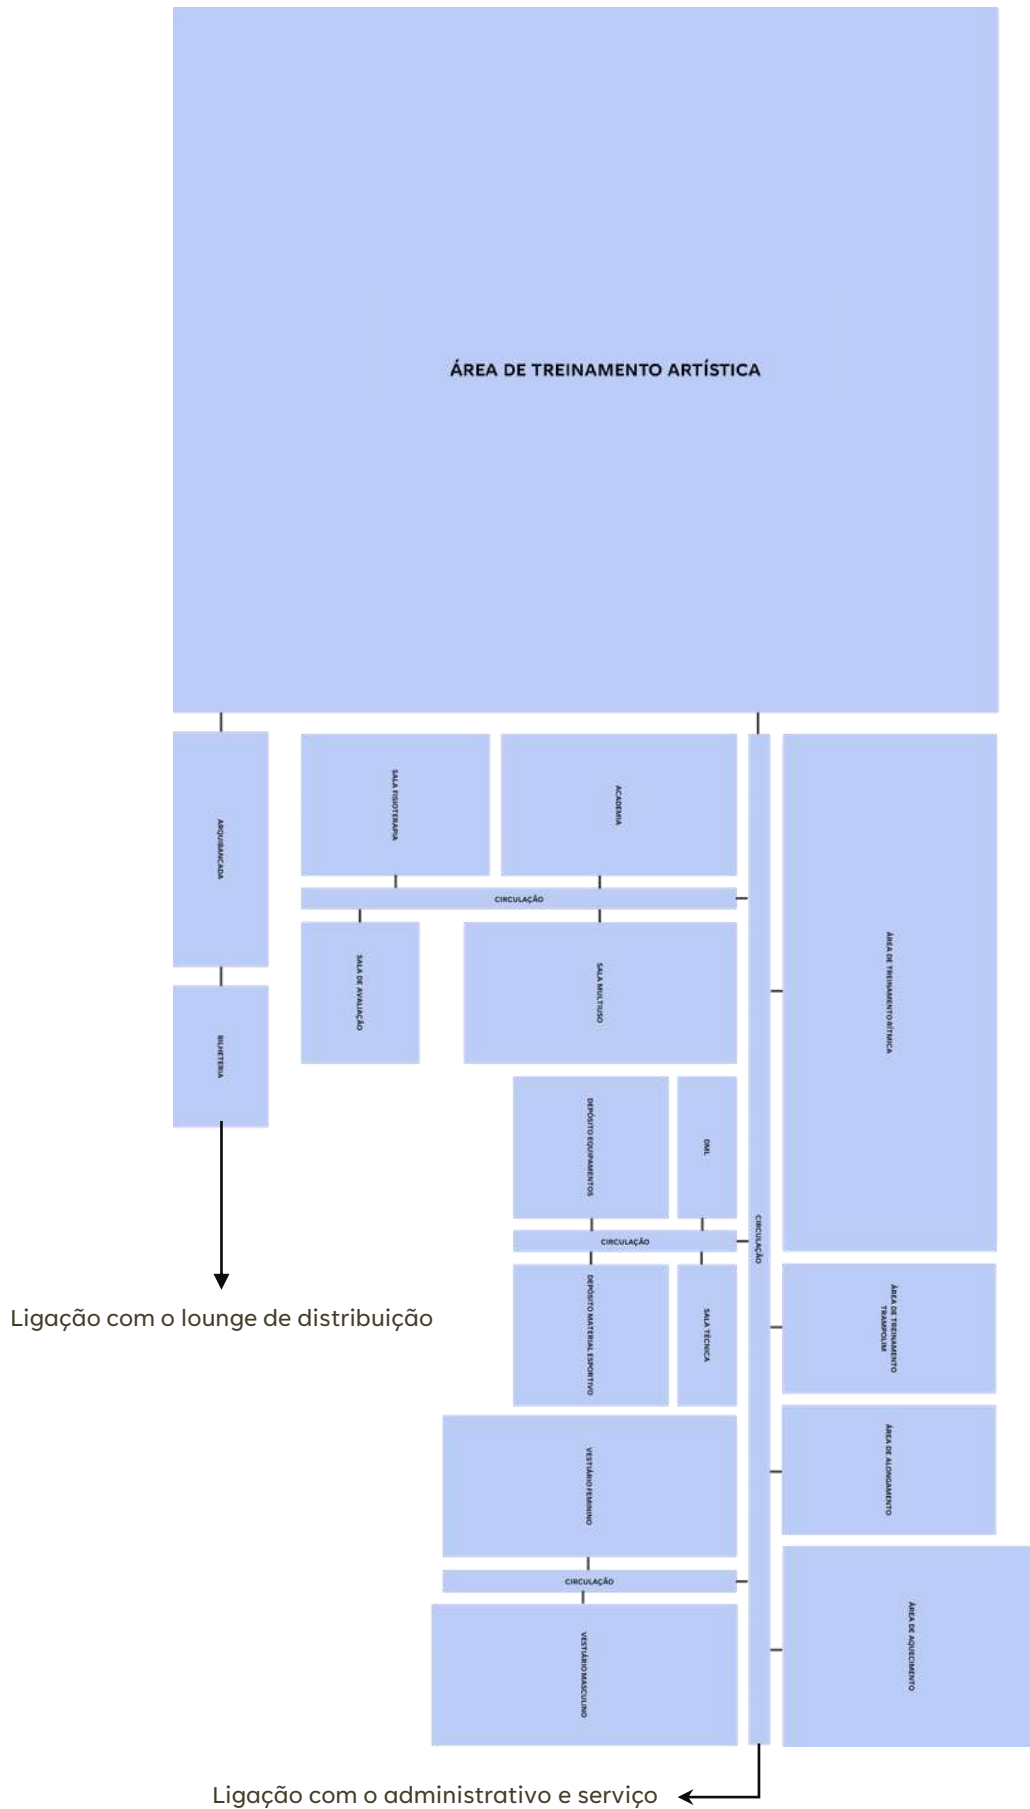 ÁREA DE TREINAMENTO ARTÍSTICA
ARQUIBANCADA
SALA FISIOTERAPIA
ACADEMIA
CIRCULAÇÃO
SALA DE AVALIAÇÃO
SALA MULTIUSO
ÁREA DE TREINAMENTO RÍTMICA
BILHETERIA
DEPÓSITO EQUIPAMENTOS
DML
CIRCULAÇÃO
CIRCULAÇÃO
DEPÓSITO MATERIAL ESPORTIVO
SALA TÉCNICA
ÁREA DE TREINAMENTO
TRAMPOLIM
Ligação com o lounge de distribuição
VESTIÁRIO FEMININO
ÁREA DE ALONGAMENTO
CIRCULAÇÃO
VESTIÁRIO MASCULINO
ÁREA DE AQUECIMENTO
Ligação com o administrativo e serviço